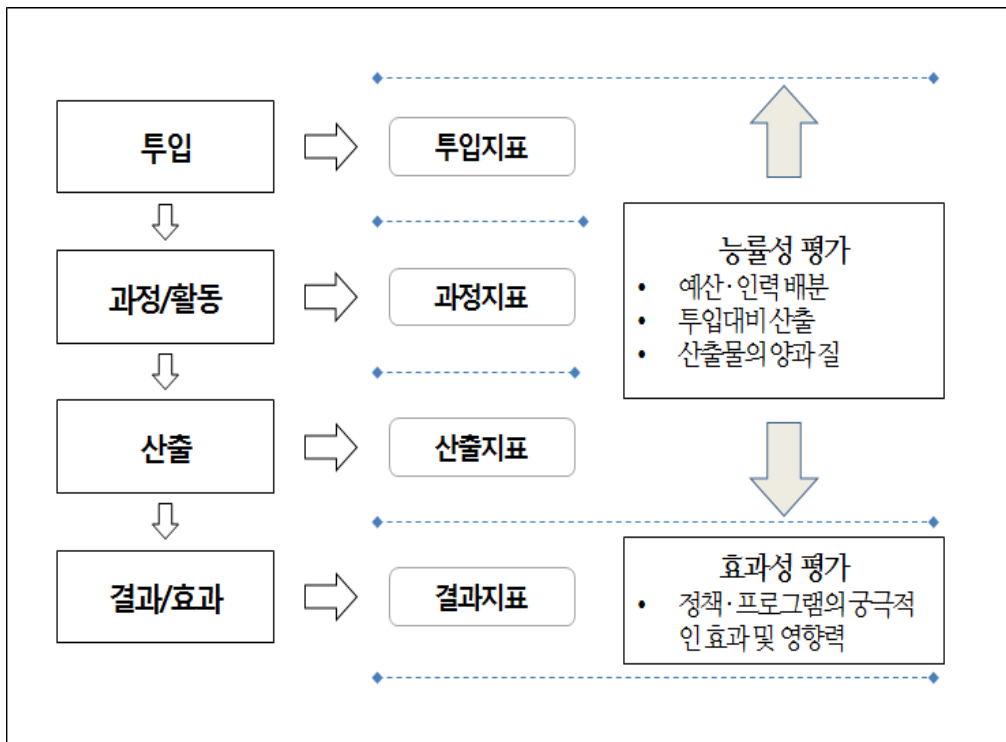 투입
투입지표
과정/활동
과정지표
산출
산출지표
결과/효과
결과지표
능률성 평가
• 예산·인력 배분
• 투입대비 산출
• 산출물의 양과 질
효과성 평가
• 정책·프로그램의 궁극적
인 효과 및 영향력